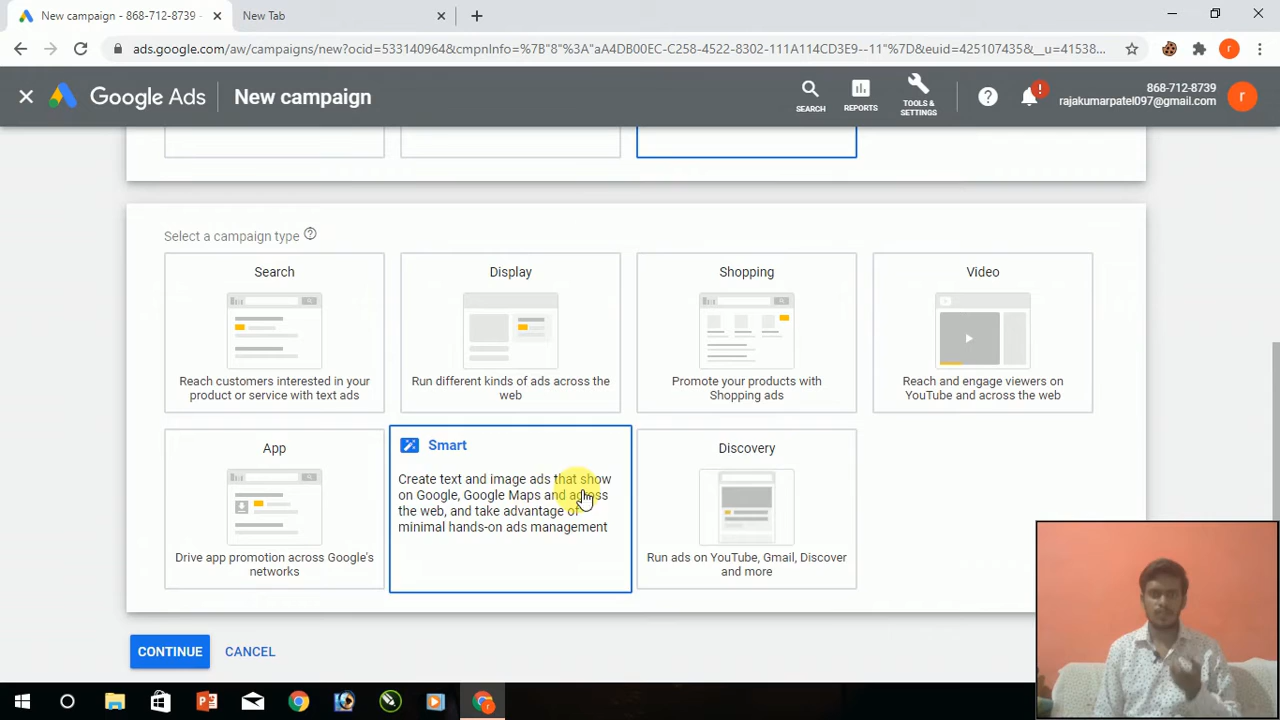 New campaign - 868-712-8739 -
New Tab
ads.google.com/aw/campaigns/new?ocid=533140964&cmpnInfo=%7B"8"%3A"aA4DB00EC-C258-4522-8302-111A114CD3E9--11"%7D&euid=425107435&__u=41538...
r
Google Ads
New campaign
SEARCH
REPORTS
TOOLS &
SETTINGS
868-712-8739
rajakumarpatel097@gmail.com
r
Select a campaign type
Search
Reach customers interested in your
product or service with text ads
Display
Run different kinds of ads across the
web
Shopping
Promote your products with
Shopping ads
Video
Reach and engage viewers on
YouTube and across the web
App
Drive app promotion across Google's
networks
Smart
Create text and image ads that show
on Google, Google Maps and across
the web, and take advantage of
minimal hands-on ads management
Discovery
Run ads on YouTube, Gmail, Discover
and more
CONTINUE
CANCEL